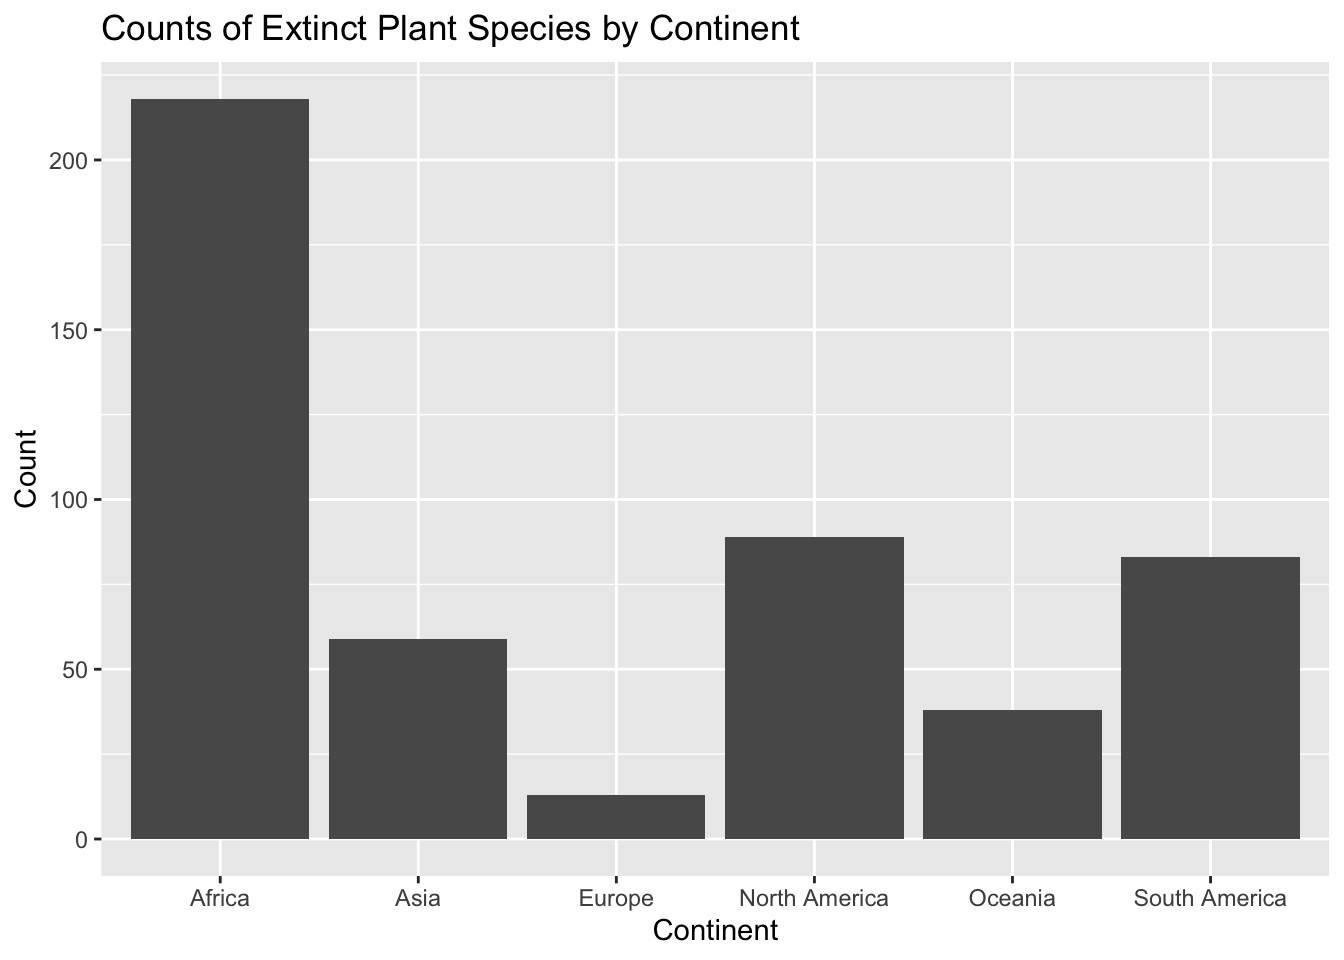 Counts of Extinct Plant Species by Continent
Count
200
150
100
50
0
Africa Asia Europe North America Oceania South America
Continent